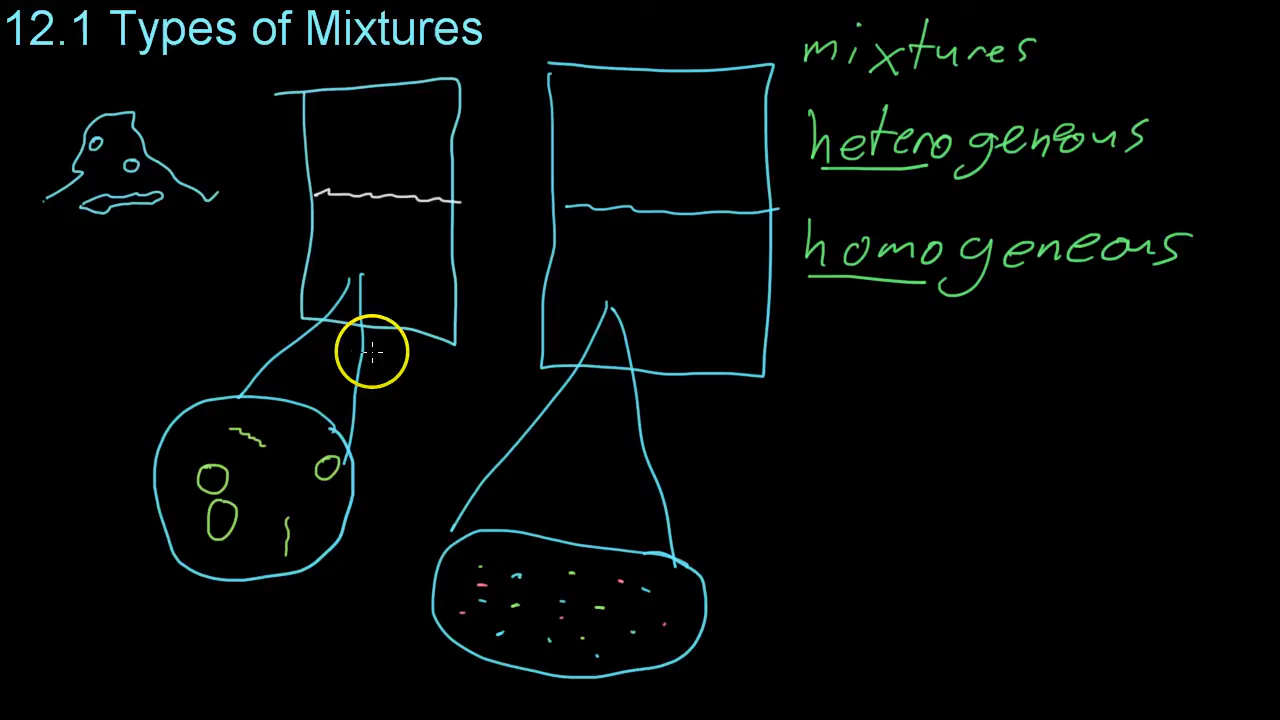 12.1 Types of Mixtures
mixtures
heterogeneous
homogeneous